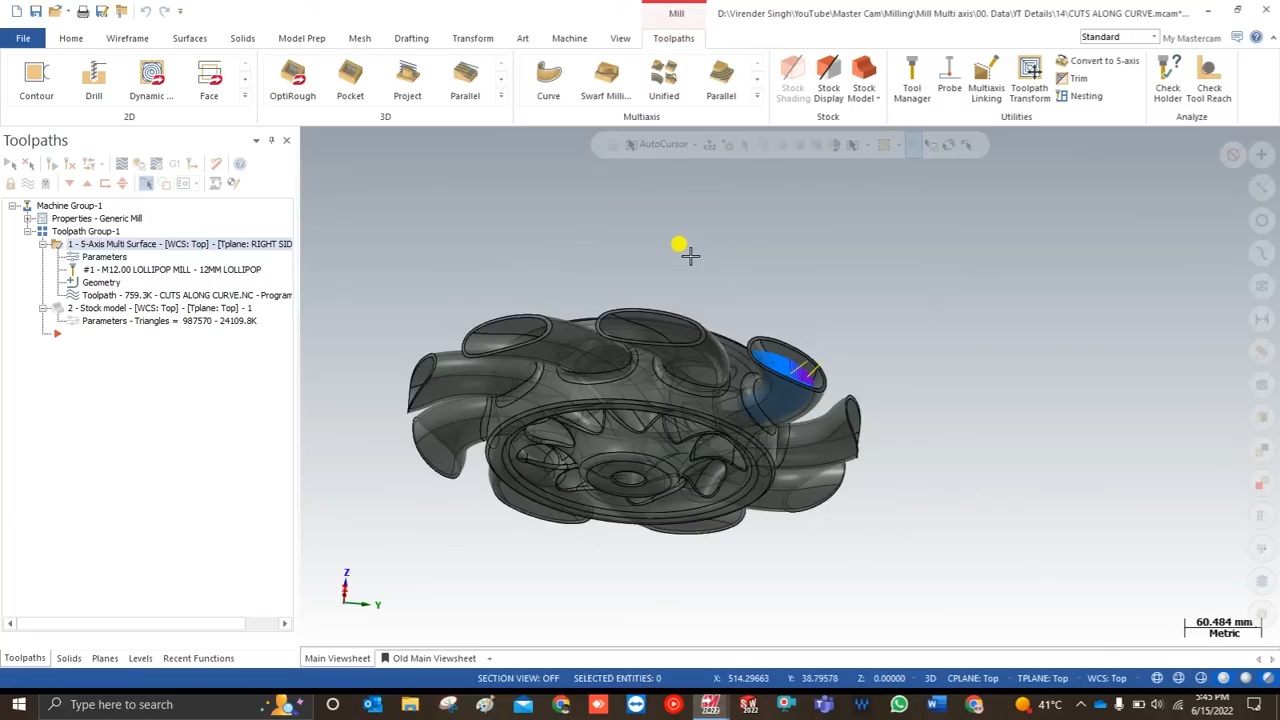 Mill
D:\Virender Singh\YouTube\Master Cam\Milling\Mill Multi axis\00. Data\YT Details\14\CUTS ALONG CURVE.mcam*...
File Home Wireframe Surfaces Solids Model Prep Mesh Drafting Transform Art Machine View Toolpaths
Standard My Mastercam
Contour Drill Dynamic ... Face
2D
OptiRough Pocket Project Parallel
3D
Curve Swarf Milli... Unified Parallel
Multiaxis
Stock Shading Stock Display Stock Model
Stock
Tool Manager Probe Multiaxis Linking Toolpath Transform
Convert to 5-axis
Trim
Nesting
Utilities
Check Holder Check Tool Reach
Analyze
Toolpaths
AutoCursor
G1
Machine Group-1
Properties - Generic Mill
Toolpath Group-1
1 - 5-Axis Multi Surface - [WCS: Top] - [Tplane: RIGHT SID
Parameters
#1 - M12.00 LOLLIPOP MILL - 12MM LOLLIPOP
Geometry
Toolpath - 759.3K - CUTS ALONG CURVE.NC - Program
2 - Stock model - [WCS: Top] - [Tplane: Top] - 1
Parameters - Triangles = 987570 - 24109.8K
Z
Y
60.484 mm
Metric
Toolpaths Solids Planes Levels Recent Functions
Main Viewsheet Old Main Viewsheet +
SECTION VIEW: OFF SELECTED ENTITIES: 0 X: 514.29663 Y: 38.79578 Z: 0.00000 3D CPLANE: Top TPLANE: Top WCS: Top
Type here to search
41°C
5:45 PM
6/15/2022